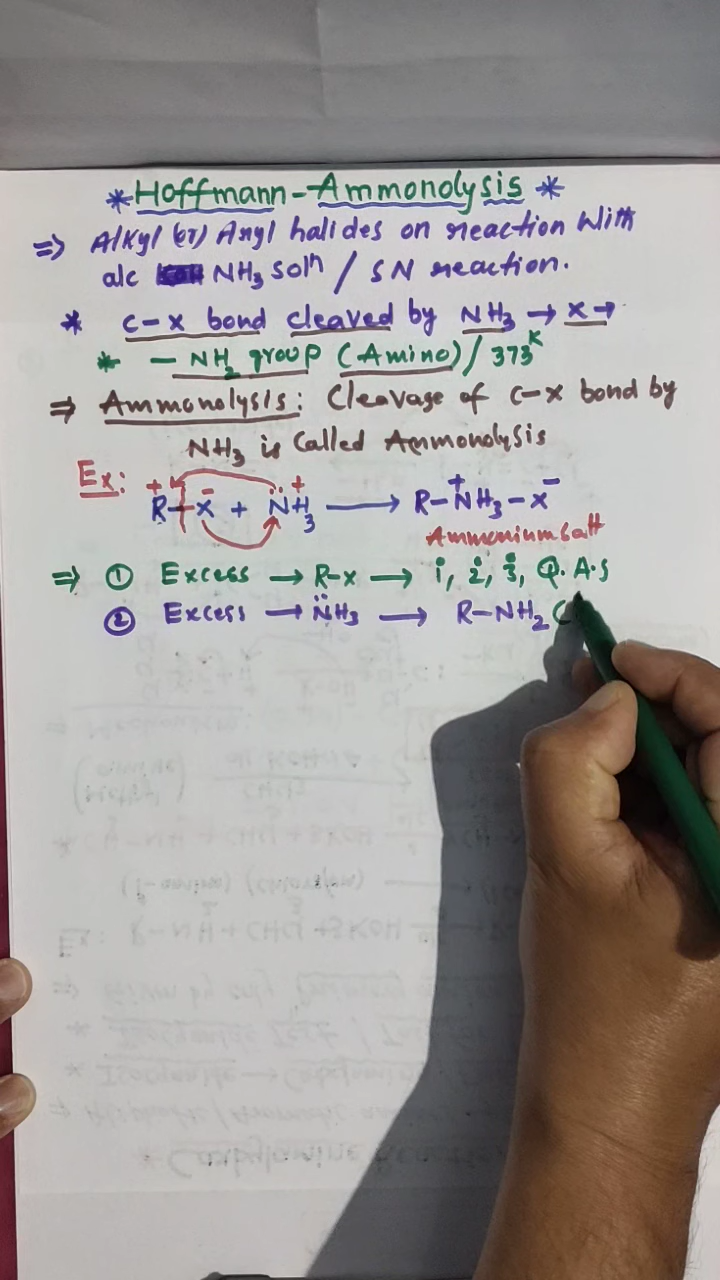 * Hoffmann-Ammonolysis *
⇒ Alkyl (or) Aryl halides on reaction with
alc NH₃ solⁿ / SN reaction.
* C-X bond cleaved by NH₃ → X →
* - NH₂ group (Amino) / 373K
⇒ Ammonolysis: Cleavage of C-X bond by
NH₃ is called Ammonolysis
Ex: R-X + NH₃ → R-NH₃-X
Ammonium Salt
⇒ ① Excess → R-X → 1°, 2°, 3°, Q.A.S
② Excess → NH₃ → R-NH₂ (